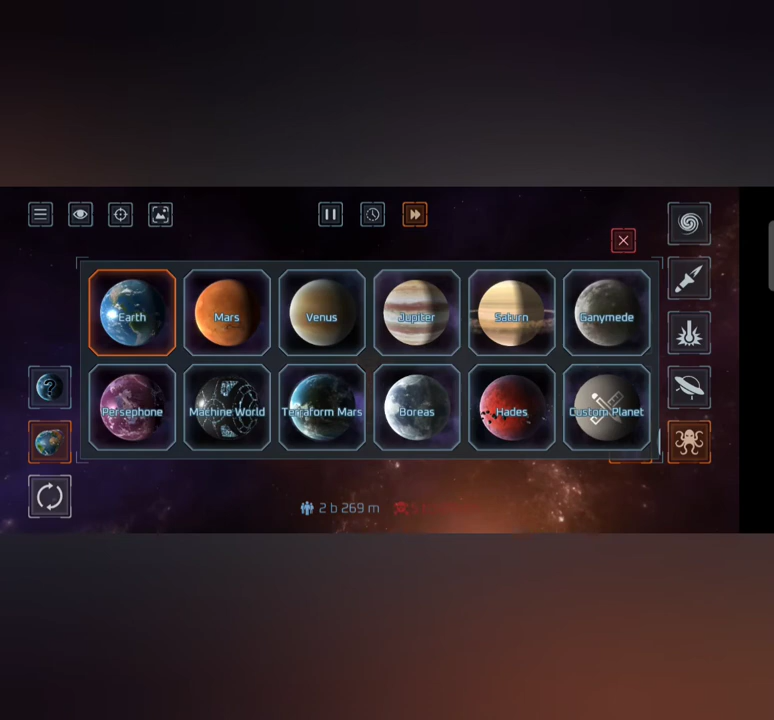 Earth Mars Venus Jupiter Saturn Ganymede
Persephone Machine World Terraform Mars Boreas Hades Custom Planet
2 b 269 m